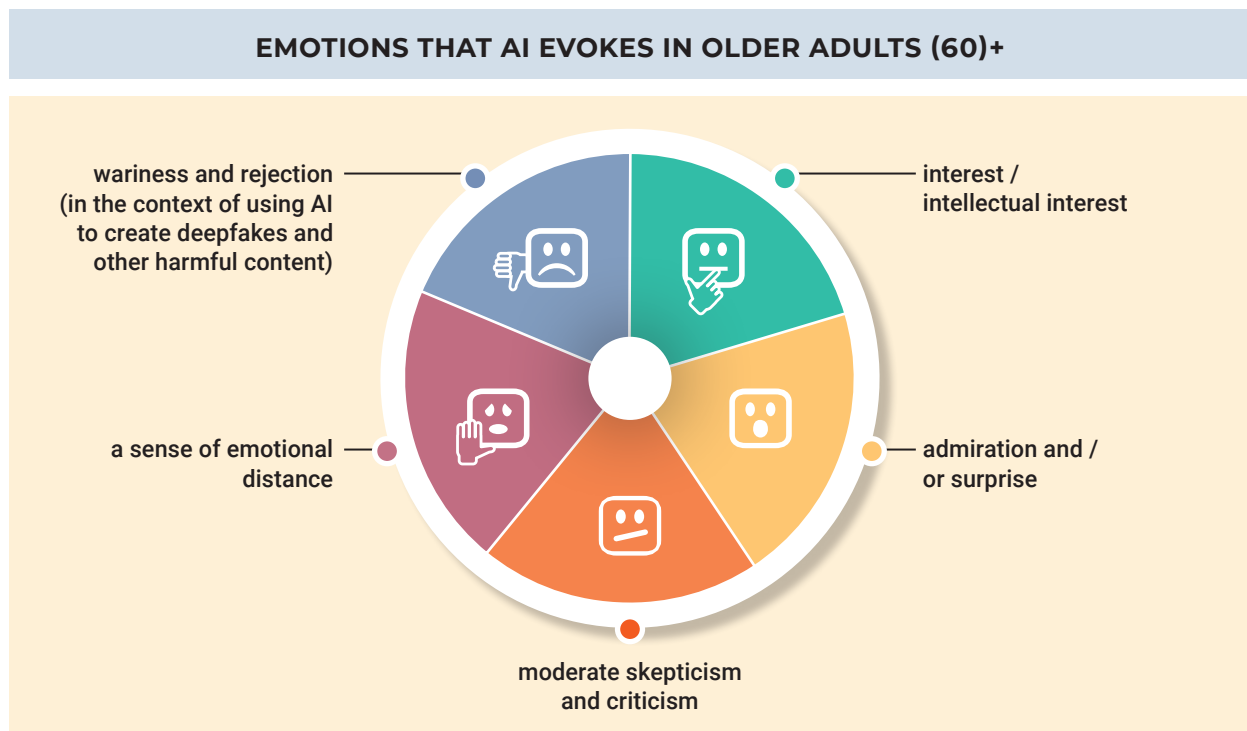 EMOTIONS THAT AI EVOKES IN OLDER ADULTS (60)+
wariness and rejection
(in the context of using AI
to create deepfakes and
other harmful content)
interest /
intellectual interest
a sense of emotional
distance
admiration and /
or surprise
moderate skepticism
and criticism